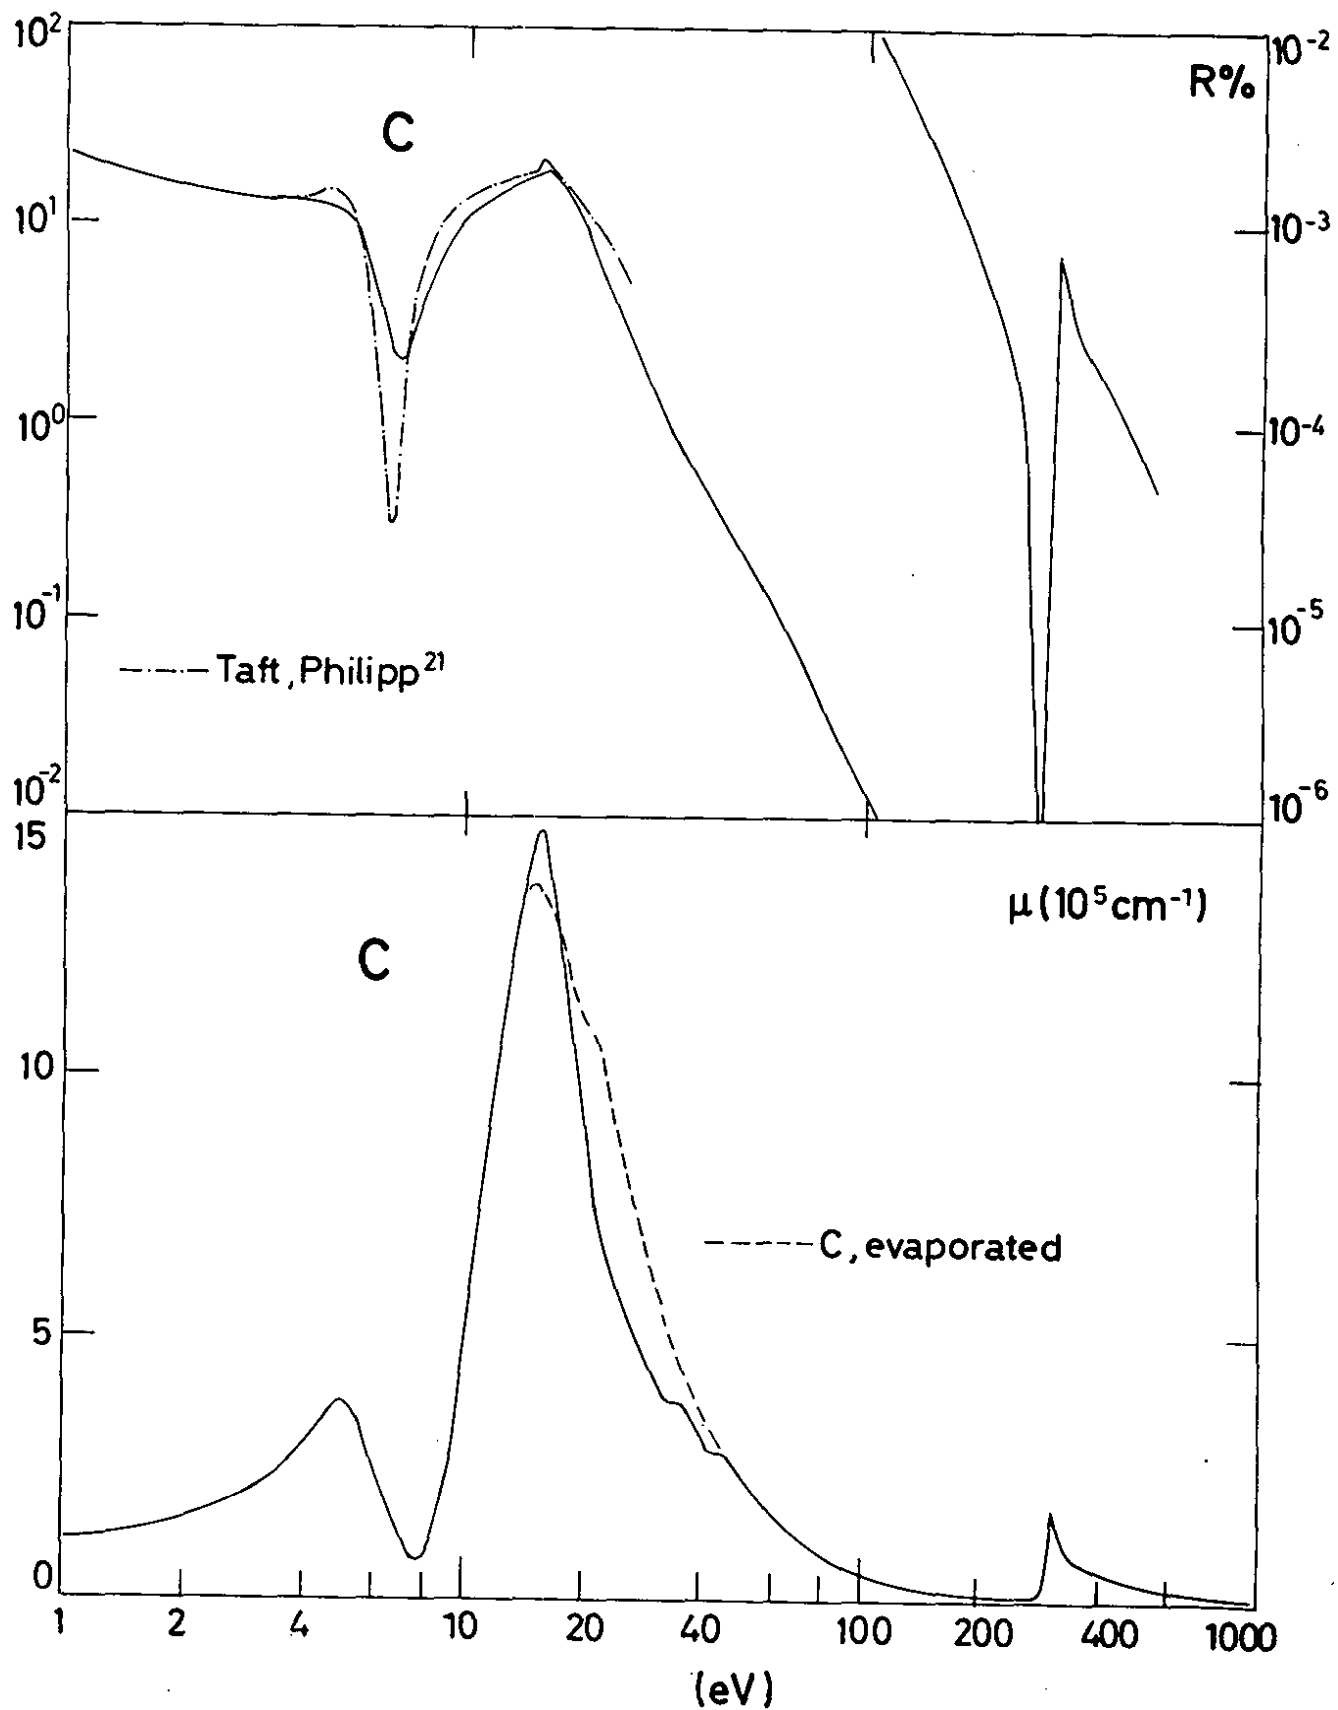 10²
10⁻²
R%
C
10¹
10⁻³
10⁰
10⁻⁴
10⁻¹
10⁻⁵
Taft, Philipp²¹
10⁻²
10⁻⁶
15
μ(10⁵cm⁻¹)
C
10
C, evaporated
5
0
1 2 4 10 20 40 100 200 400 1000
(eV)